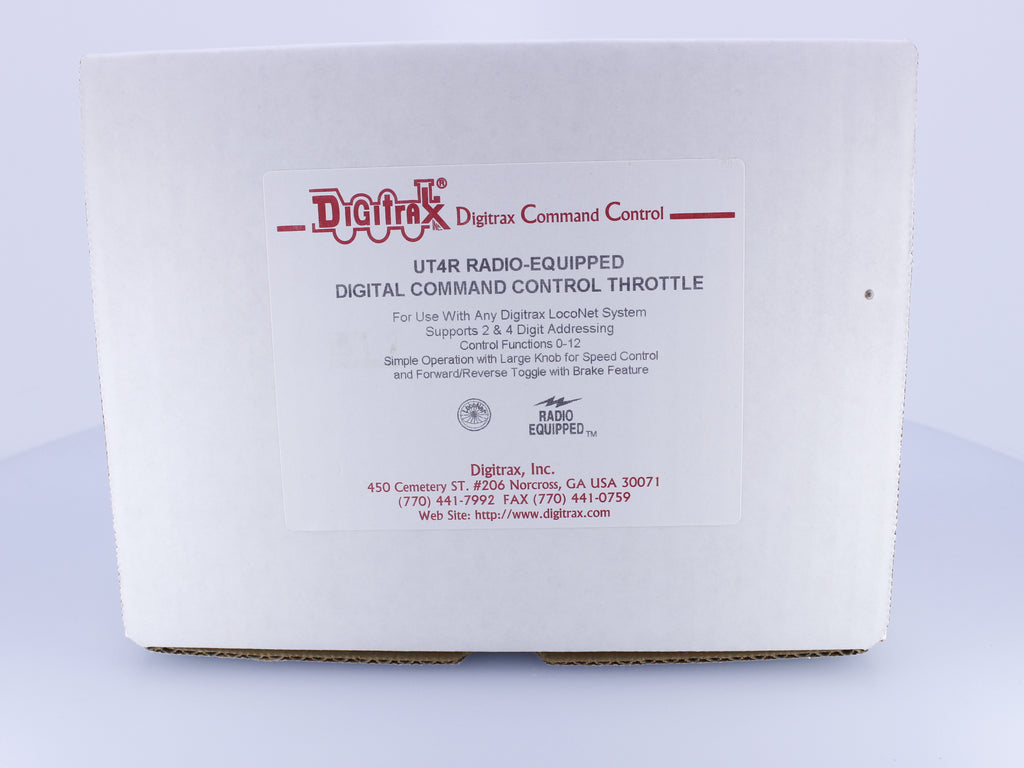 DIGITRAX INC. ® Digitrax Command Control
UT4R RADIO-EQUIPPED
DIGITAL COMMAND CONTROL THROTTLE
For Use With Any Digitrax LocoNet System
Supports 2 & 4 Digit Addressing
Control Functions 0-12
Simple Operation with Large Knob for Speed Control
and Forward/Reverse Toggle with Brake Feature
LocoNet
RADIO
EQUIPPED TM
Digitrax, Inc.
450 Cemetery ST. #206 Norcross, GA USA 30071
(770) 441-7992 FAX (770) 441-0759
Web Site: http://www.digitrax.com